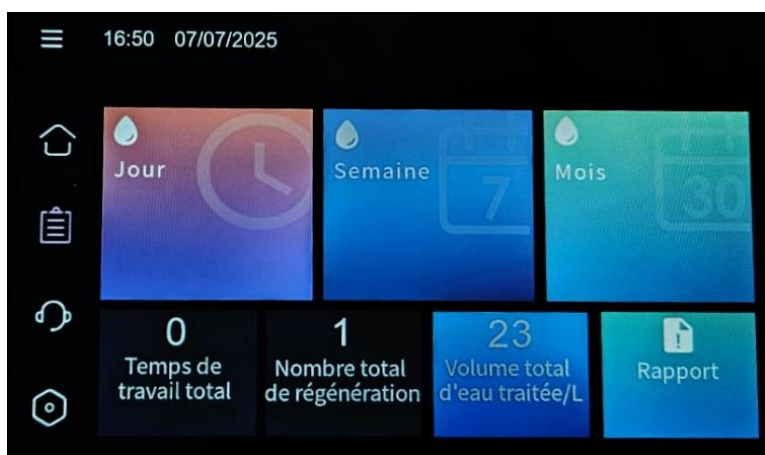 16:50 07/07/2025
Jour
Semaine
7
Mois
30
0
Temps de
travail total
1
Nombre total
de régénération
23
Volume total
d'eau traitée/L
Rapport